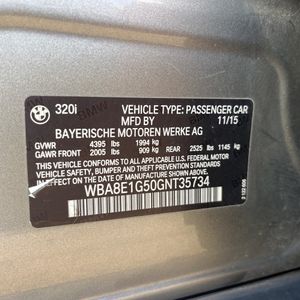 BMW
320i VEHICLE TYPE: PASSENGER CAR
MFD BY 11/15
BAYERISCHE MOTOREN WERKE AG
GVWR 4395 lbs 1994 kg
GAWR FRONT 2005 lbs 909 kg REAR 2525 lbs 1145 kg
THIS VEHICLE CONFORMS TO ALL APPLICABLE U.S. FEDERAL MOTOR
VEHICLE SAFETY, BUMPER, AND THEFT PREVENTION STANDARDS
IN EFFECT ON THE DATE OF MANUFACTURE SHOWN ABOVE.
WBA8E1G50GNT35734